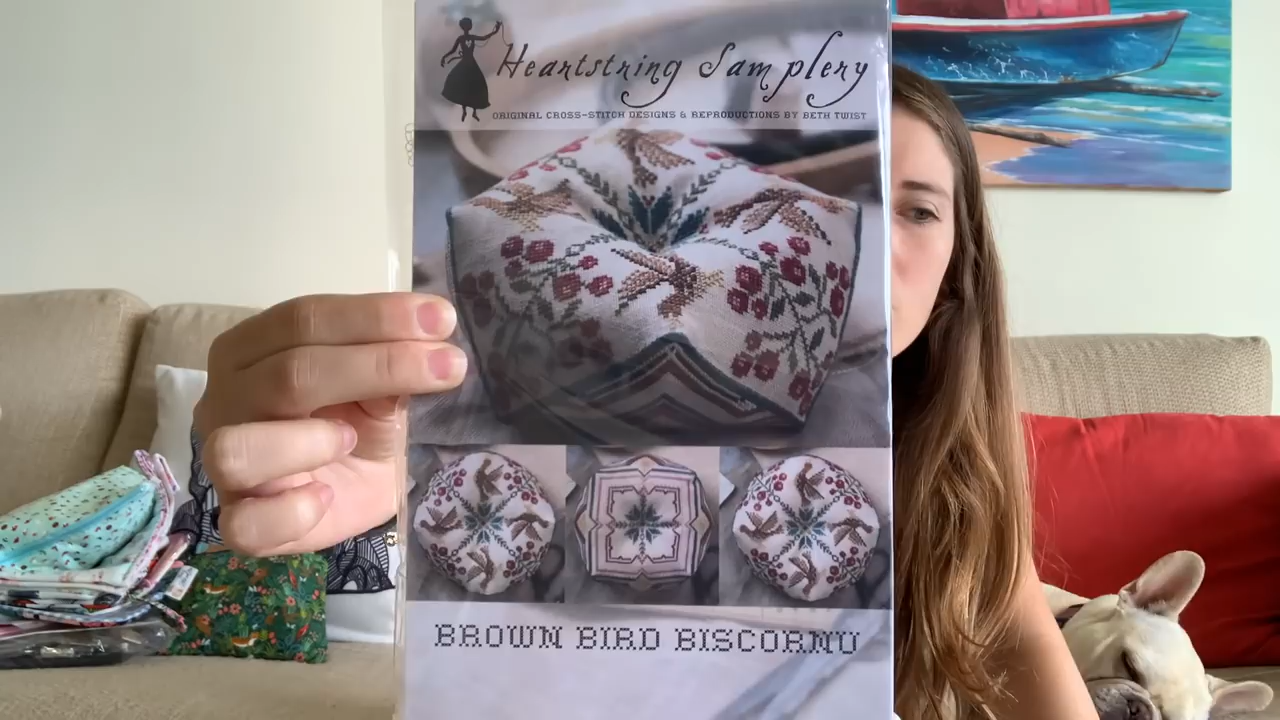 Heartstring Samplery
ORIGINAL CROSS-STITCH DESIGNS & REPRODUCTIONS BY BETH TWIST
BROWN BIRD BISCORNU